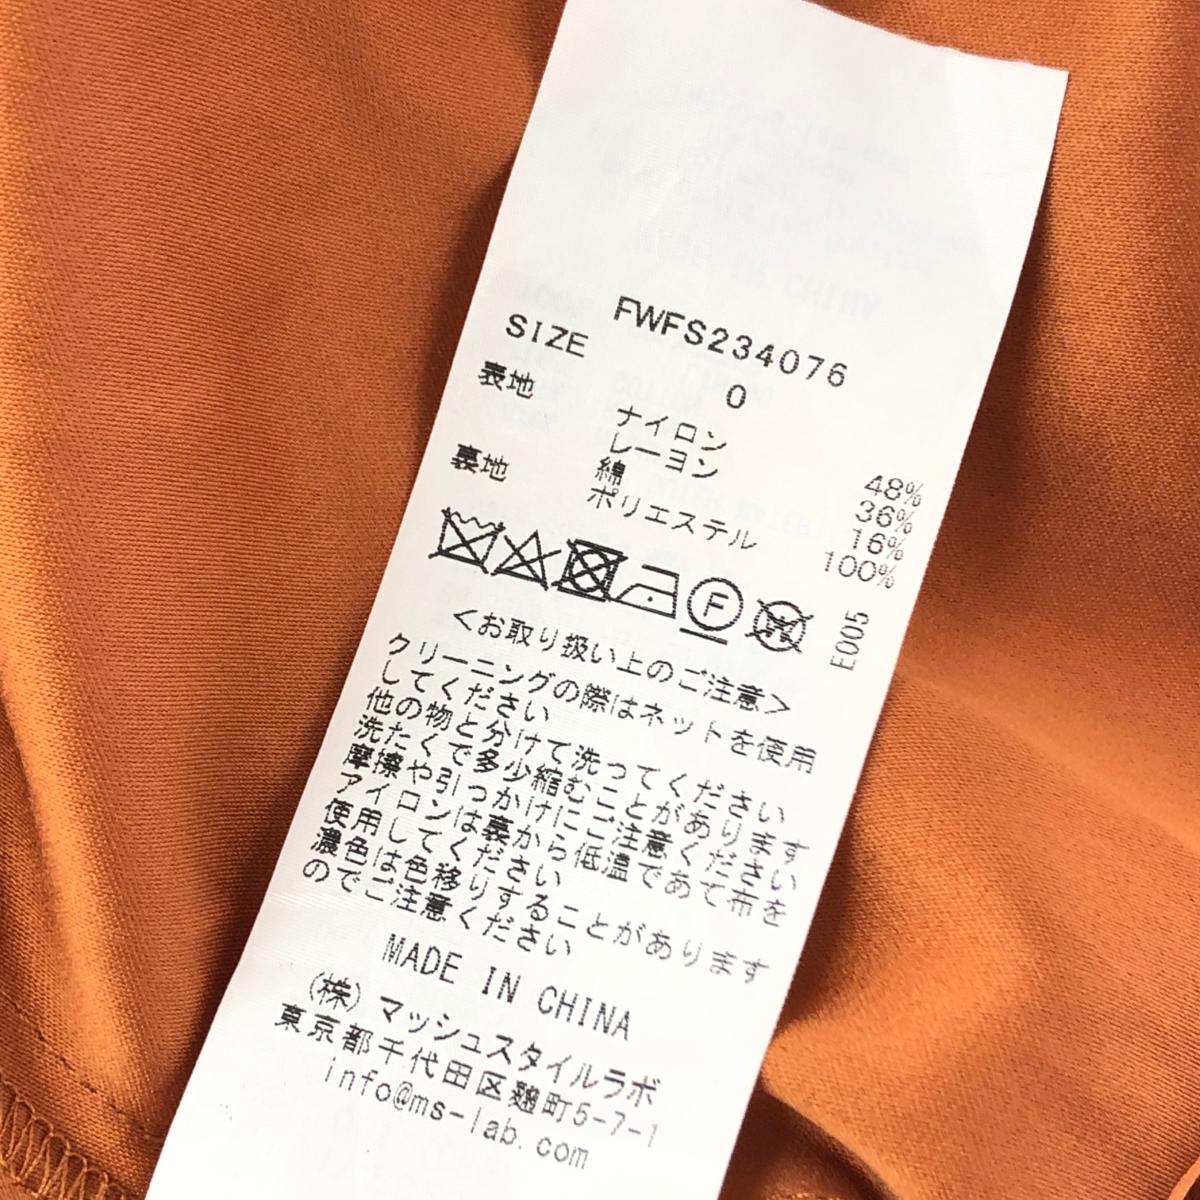 FWFS234076
SIZE 0
表地 ナイロン 48%
レーヨン 36%
綿 16%
裏地 ポリエステル 100%
F
E005
<お取り扱い上のご注意>
クリーニングの際はネットを使用
してください
他の物と分けて洗ってください
洗たくで多少縮むことがあります
摩擦や引っかけにご注意ください
アイロンは裏から低温であて布を
使用してください
濃色は色移りすることがあります
のでご注意ください
MADE IN CHINA
(株)マッシュスタイルラボ
東京都千代田区麹町5-7-1
info@ms-lab.com